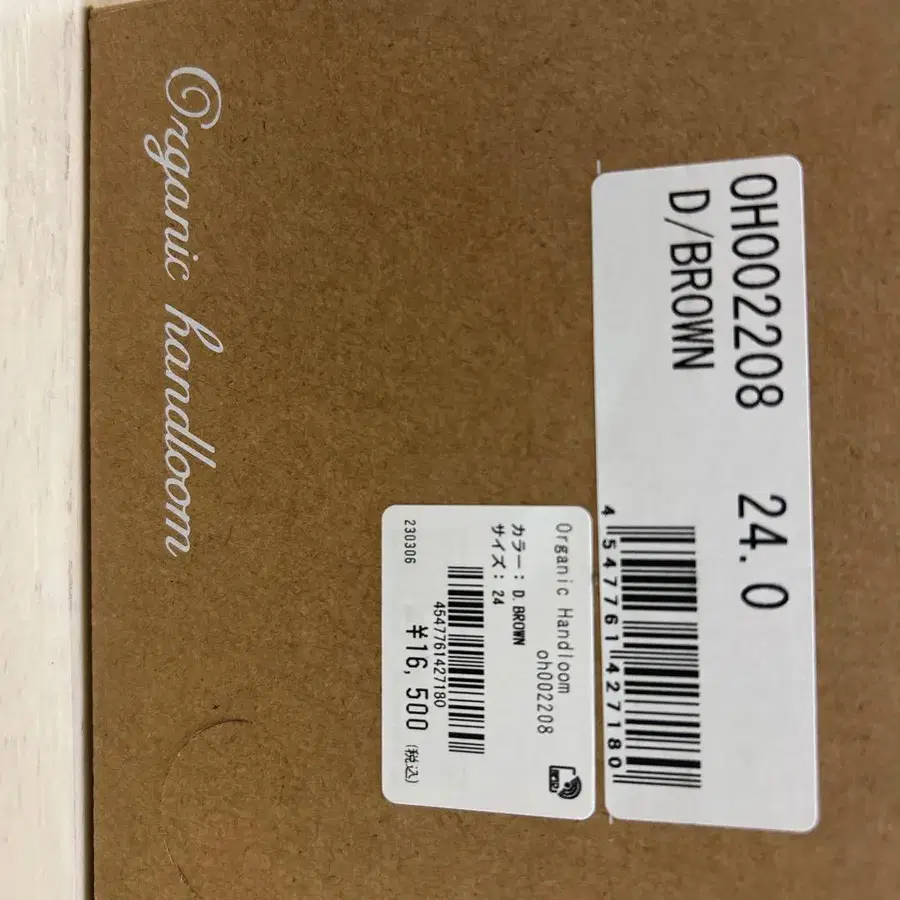 Organic handloom
OH002208 24.0
D/BROWN
4547761427180
Organic Handloom
oh002208
カラー: D.BROWN
サイズ: 24
4547761427180
¥16,500 (税込)
230306